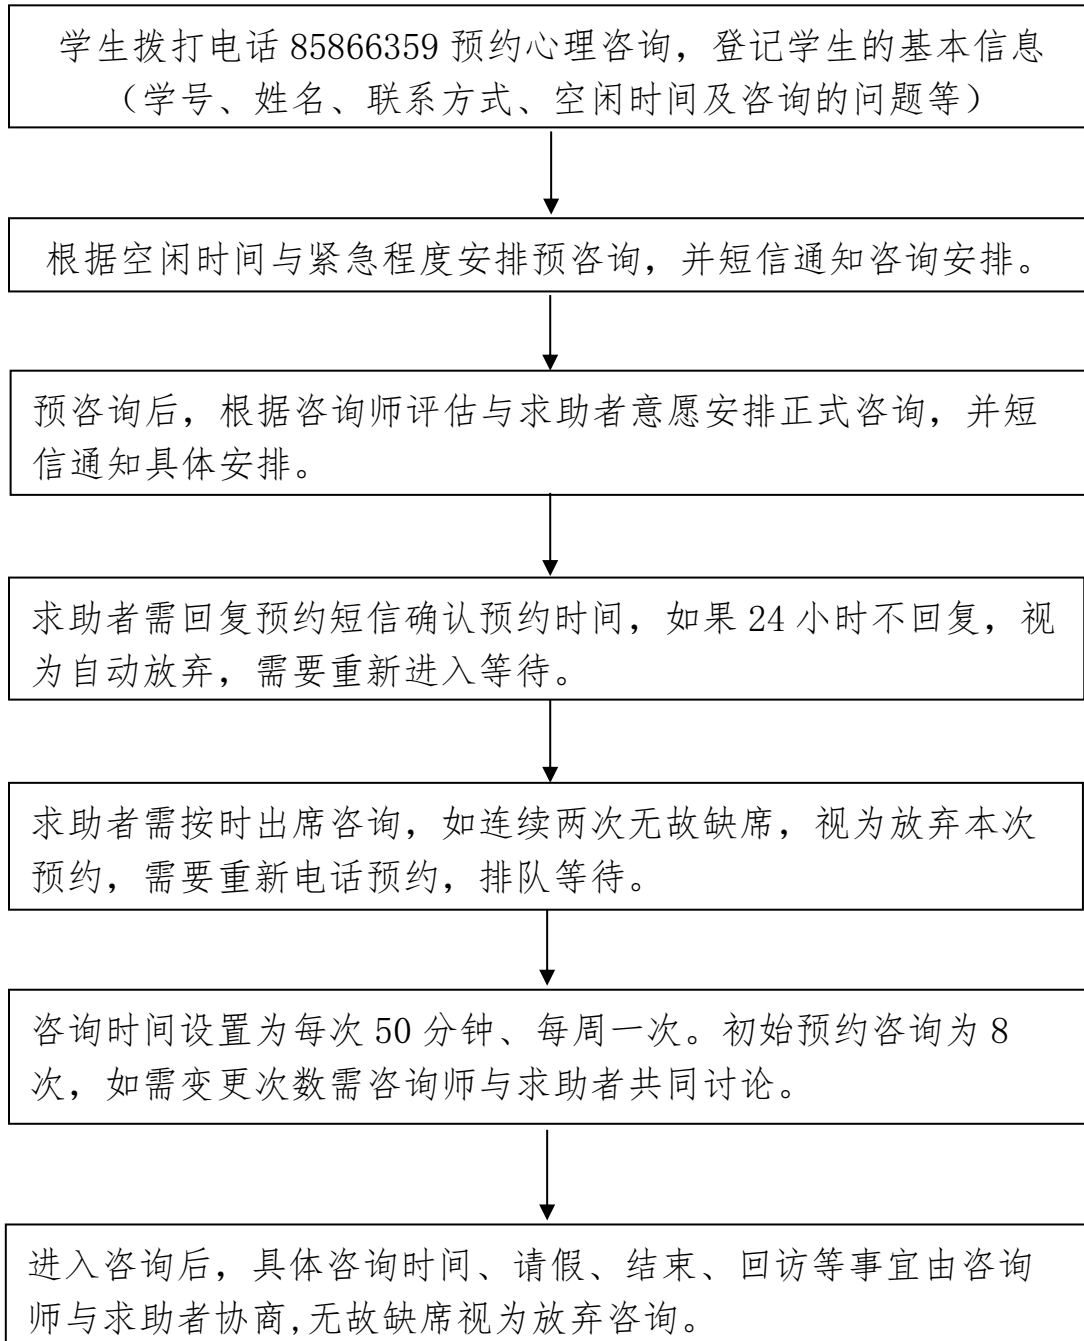 学生拨打电话 85866359 预约心理咨询，登记学生的基本信息
（学号、姓名、联系方式、空闲时间及咨询的问题等）
根据空闲时间与紧急程度安排预咨询，并短信通知咨询安排。
预咨询后，根据咨询师评估与求助者意愿安排正式咨询，并短
信通知具体安排。
求助者需回复预约短信确认预约时间，如果 24 小时不回复，视
为自动放弃，需要重新进入等待。
求助者需按时出席咨询，如连续两次无故缺席，视为放弃本次
预约，需要重新电话预约，排队等待。
咨询时间设置为每次 50 分钟、每周一次。初始预约咨询为 8
次，如需变更次数需咨询师与求助者共同讨论。
进入咨询后，具体咨询时间、请假、结束、回访等事宜由咨询
师与求助者协商,无故缺席视为放弃咨询。